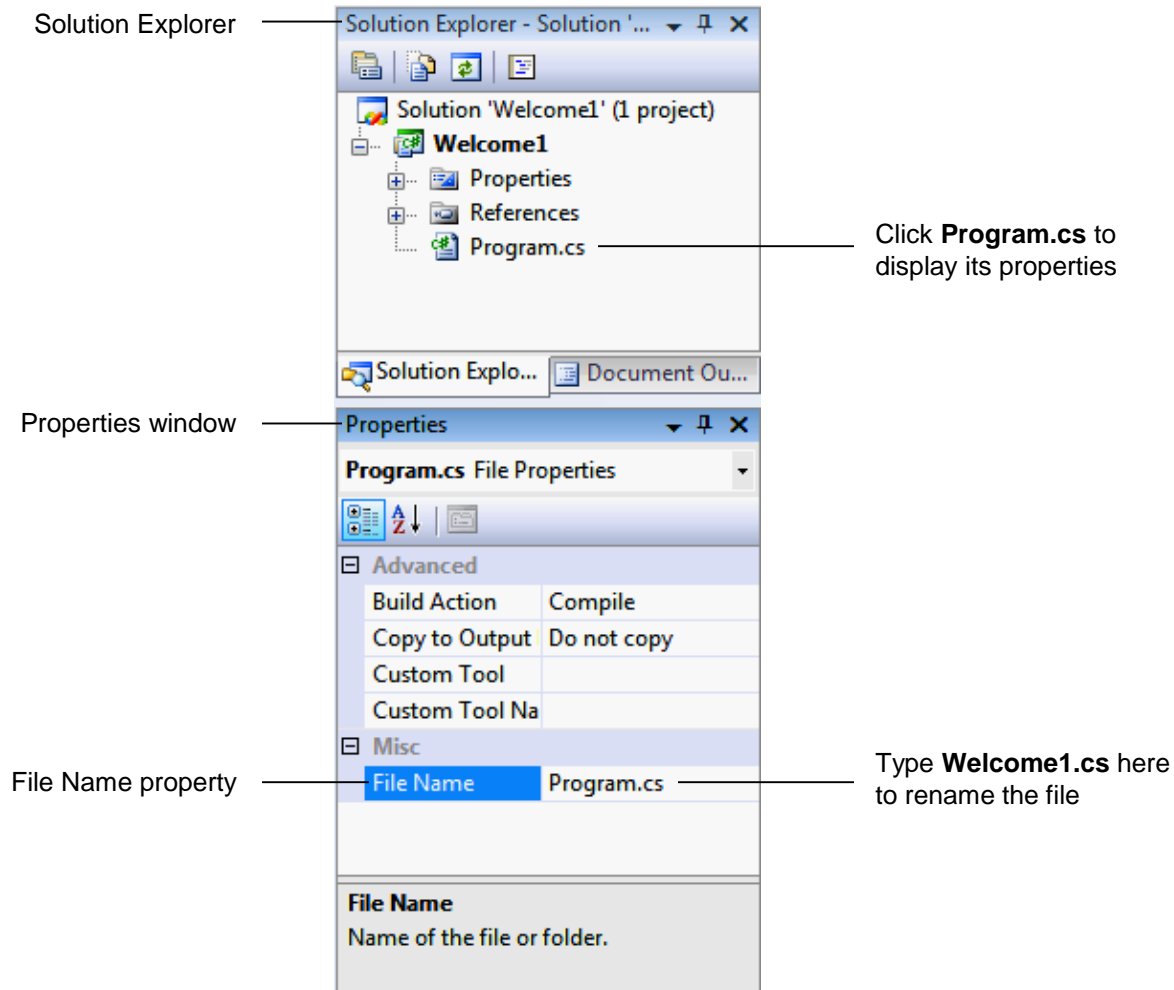 Solution Explorer
Solution Explorer - Solution '...
Solution 'Welcome1' (1 project)
Welcome1
Properties
References
Program.cs
Click Program.cs to
display its properties
Solution Explo...
Document Ou...
Properties window
Properties
Program.cs File Properties
Advanced
Build Action Compile
Copy to Output Do not copy
Custom Tool
Custom Tool Na
Misc
File Name property
File Name Program.cs
Type Welcome1.cs here
to rename the file
File Name
Name of the file or folder.